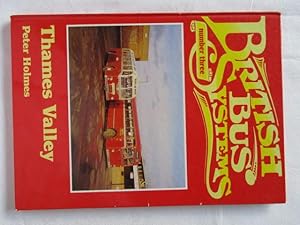 BRITISH
BUS
SYSTEMS
number three
Thames Valley
Peter Holmes